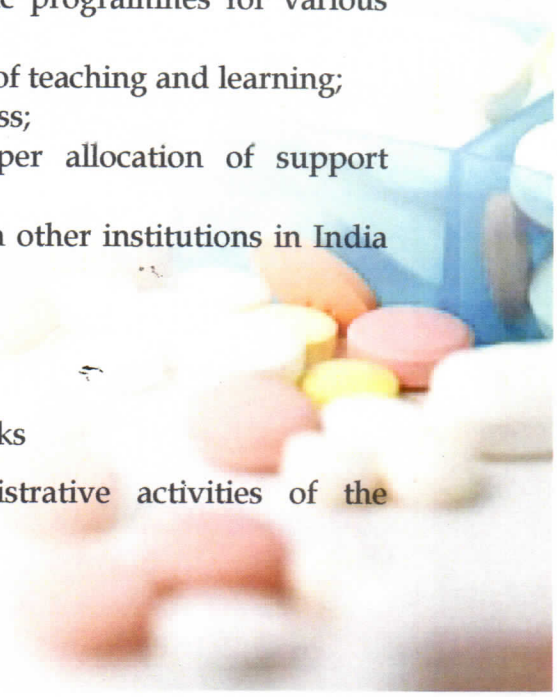 programmes for various
of teaching and learning;
ss;
per allocation of support
other institutions in India
ks
istrative activities of the